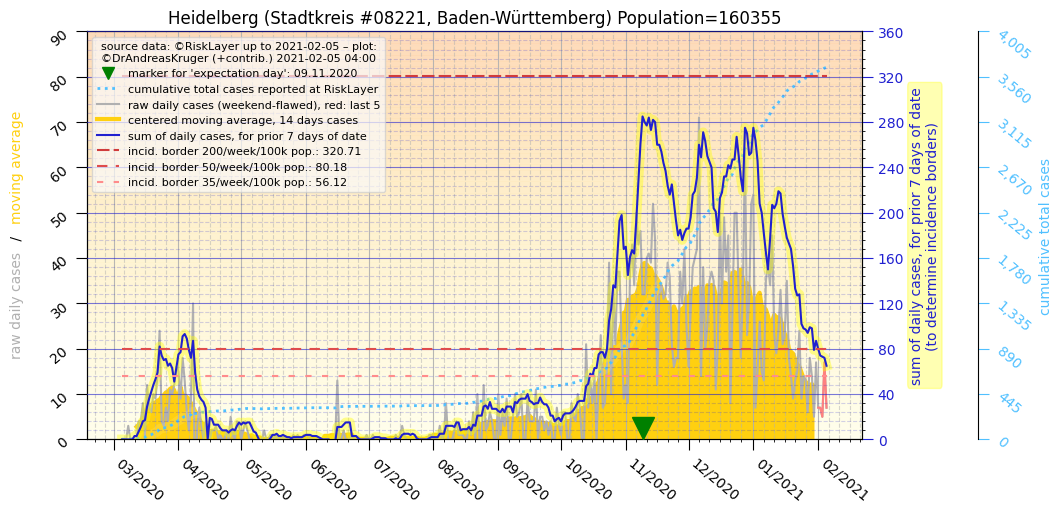 Heidelberg (Stadtkreis #08221, Baden-Württemberg) Population=160355
source data: ©RiskLayer up to 2021-02-05 – plot:
©DrAndreasKruger (+contrib.) 2021-02-05 04:00
marker for 'expectation day': 09.11.2020
cumulative total cases reported at RiskLayer
raw daily cases (weekend-flawed), red: last 5
centered moving average, 14 days cases
sum of daily cases, for prior 7 days of date
incid. border 200/week/100k pop.: 320.71
incid. border 50/week/100k pop.: 80.18
incid. border 35/week/100k pop.: 56.12
raw daily cases / moving average
90
80
70
60
50
40
30
20
10
0
03/2020
04/2020
05/2020
06/2020
07/2020
08/2020
09/2020
10/2020
11/2020
12/2020
01/2021
02/2021
360
320
280
240
200
160
120
80
40
0
sum of daily cases, for prior 7 days of date
(to determine incidence borders)
4,005
3,560
3,115
2,670
2,225
1,780
1,335
890
445
0
cumulative total cases